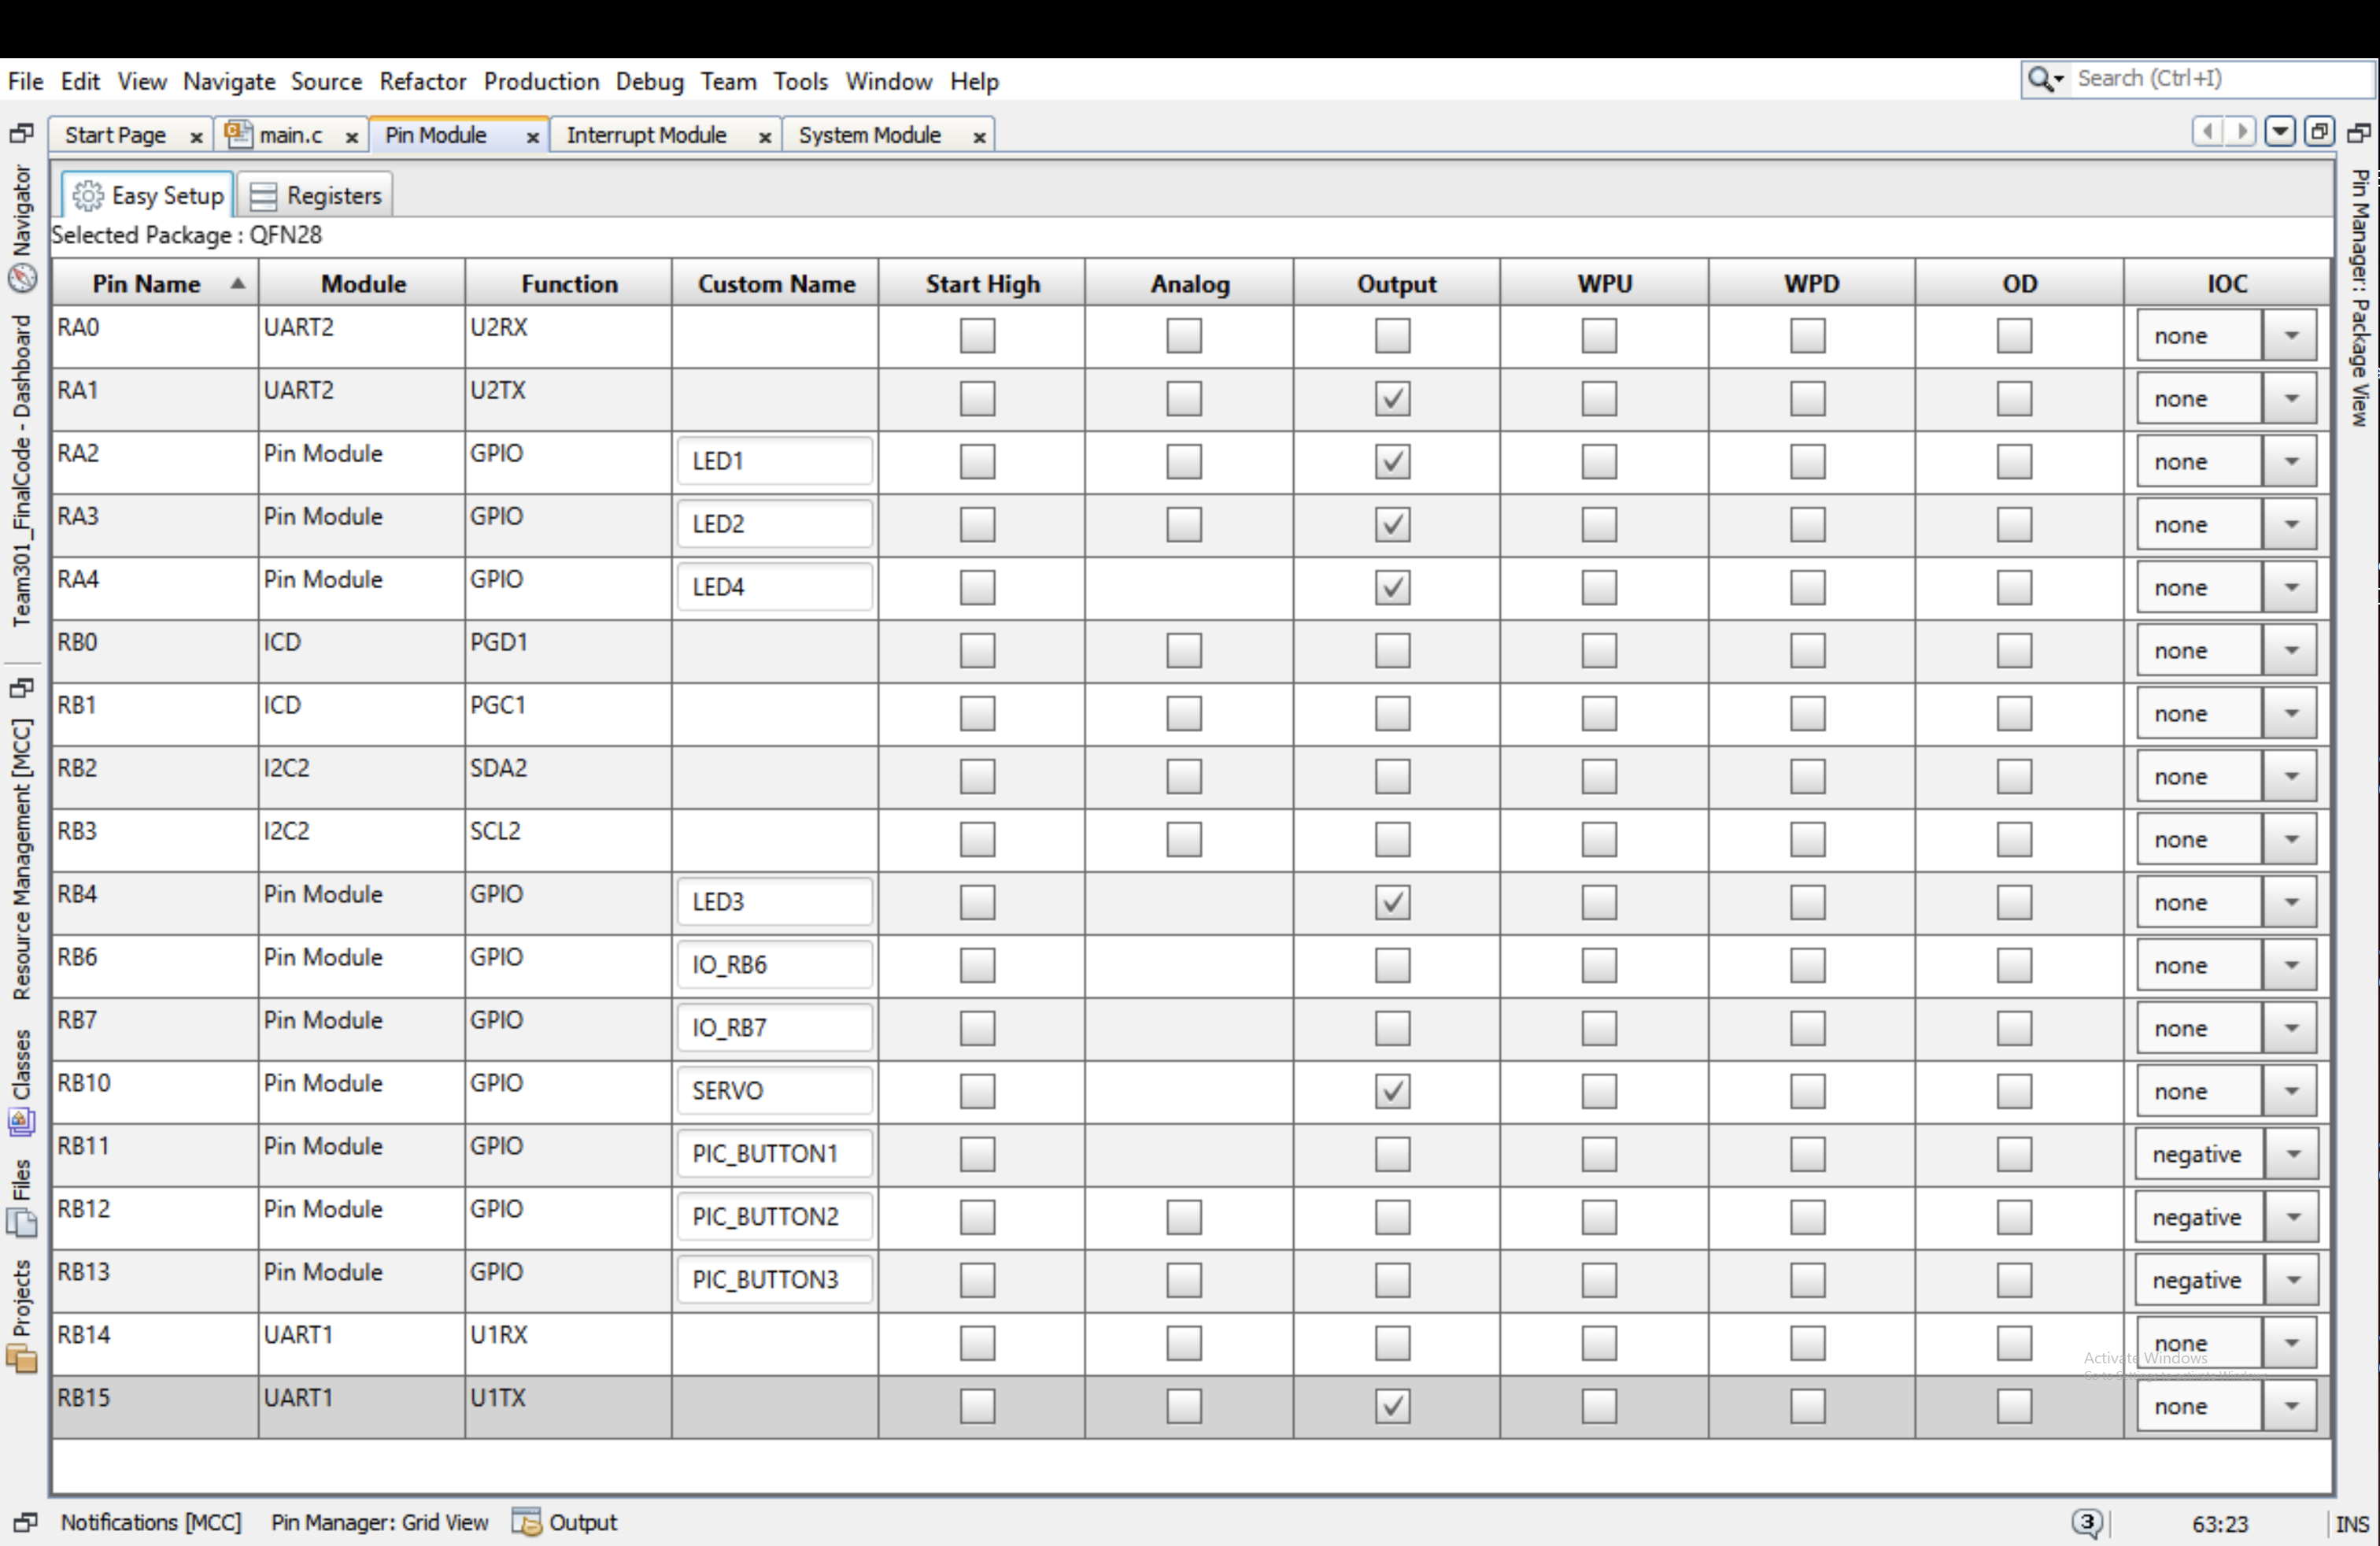 File Edit View Navigate Source Refactor Production Debug Team Tools Window Help
Search (Ctrl+I)
Start Page x main.c x Pin Module x Interrupt Module x System Module x
Navigator
Team301_FinalCode - Dashboard
Resource Management [MCC]
Classes
Files
Projects
Pin Manager:: Package View
Easy Setup Registers
Selected Package : QFN28
Pin Name Module Function Custom Name Start High Analog Output WPU WPD OD IOC
RA0 UART2 U2RX none
RA1 UART2 U2TX none
RA2 Pin Module GPIO LED1 none
RA3 Pin Module GPIO LED2 none
RA4 Pin Module GPIO LED4 none
RB0 ICD PGD1 none
RB1 ICD PGC1 none
RB2 I2C2 SDA2 none
RB3 I2C2 SCL2 none
RB4 Pin Module GPIO LED3 none
RB6 Pin Module GPIO IO_RB6 none
RB7 Pin Module GPIO IO_RB7 none
RB10 Pin Module GPIO SERVO none
RB11 Pin Module GPIO PIC_BUTTON1 negative
RB12 Pin Module GPIO PIC_BUTTON2 negative
RB13 Pin Module GPIO PIC_BUTTON3 negative
RB14 UART1 U1RX none
Activate Windows
RB15 UART1 U1TX none
Notifications [MCC] Pin Manager: Grid View Output 3 63:23 INS